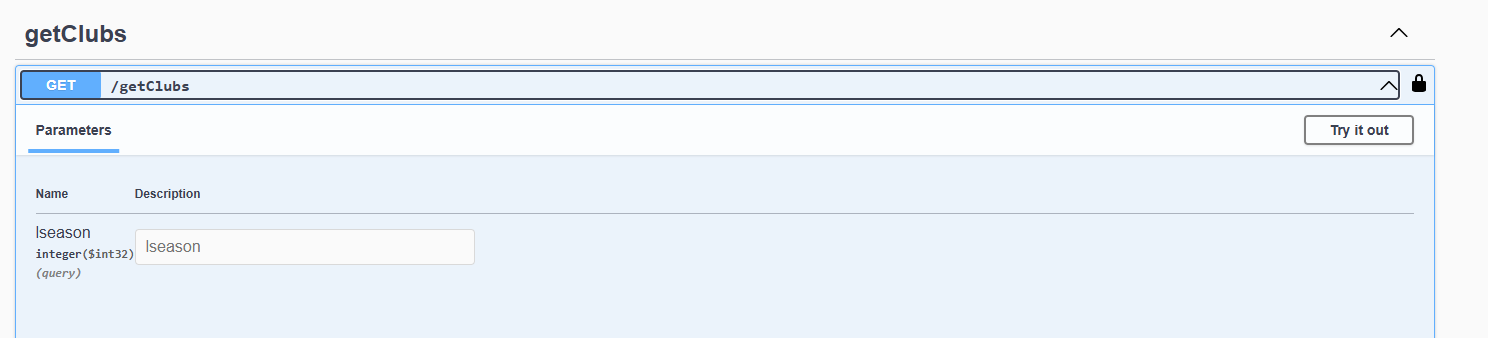 getClubs
GET /getClubs
Parameters
Try it out
Name Description
lseason
integer($int32)
(query)
lseason